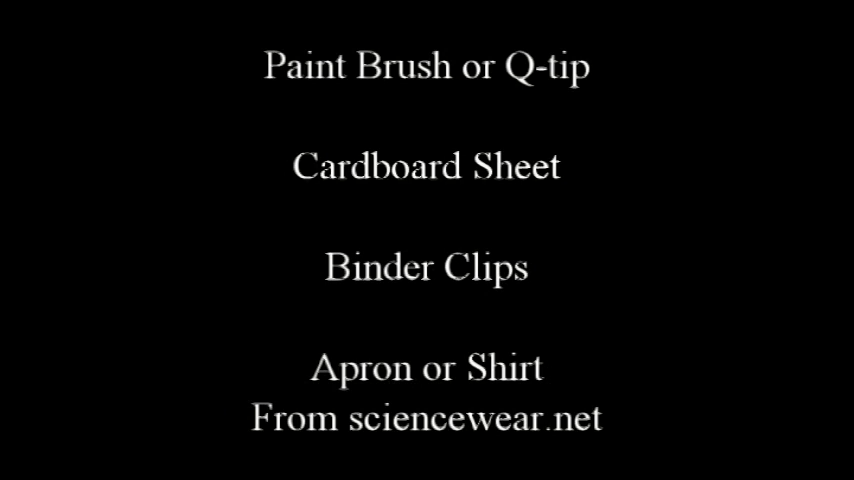 Paint Brush or Q-tip
Cardboard Sheet
Binder Clips
Apron or Shirt
From sciencewear.net